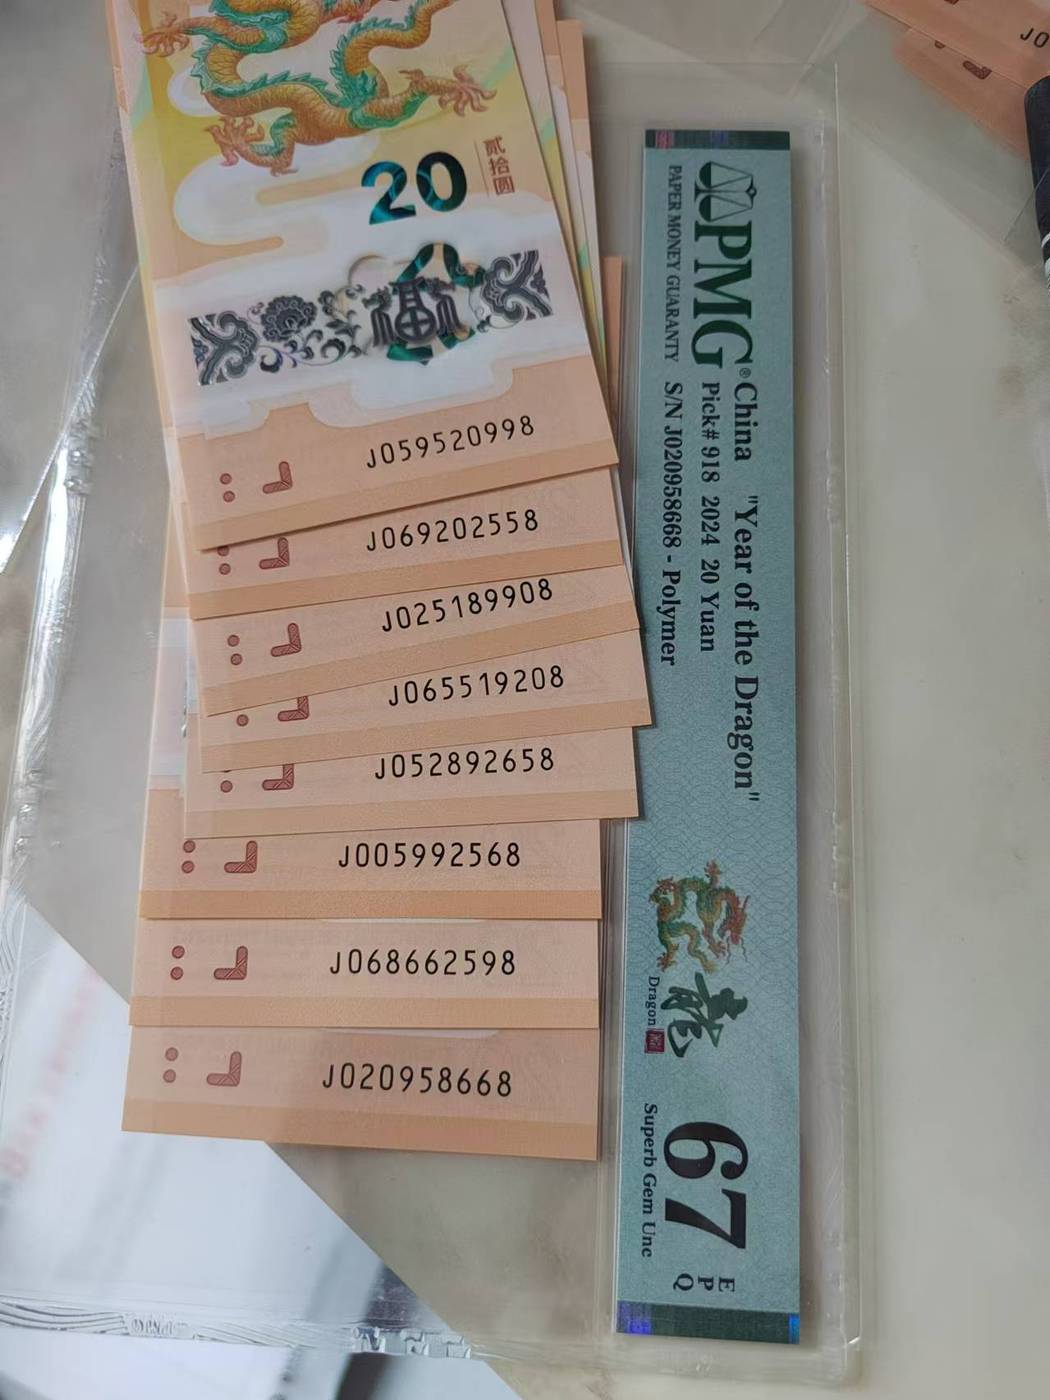 20
贰拾圆
福
J059520998
J069202558
J025189908
J065519208
J052892658
J005992568
J068662598
J020958668
PMG®
PAPER MONEY GUARANTY
China "Year of the Dragon"
Pick# 918 2024 20 Yuan
S/N J020958668 - Polymer
龍
Dragon
67
EPQ
Superb Gem Unc
J0